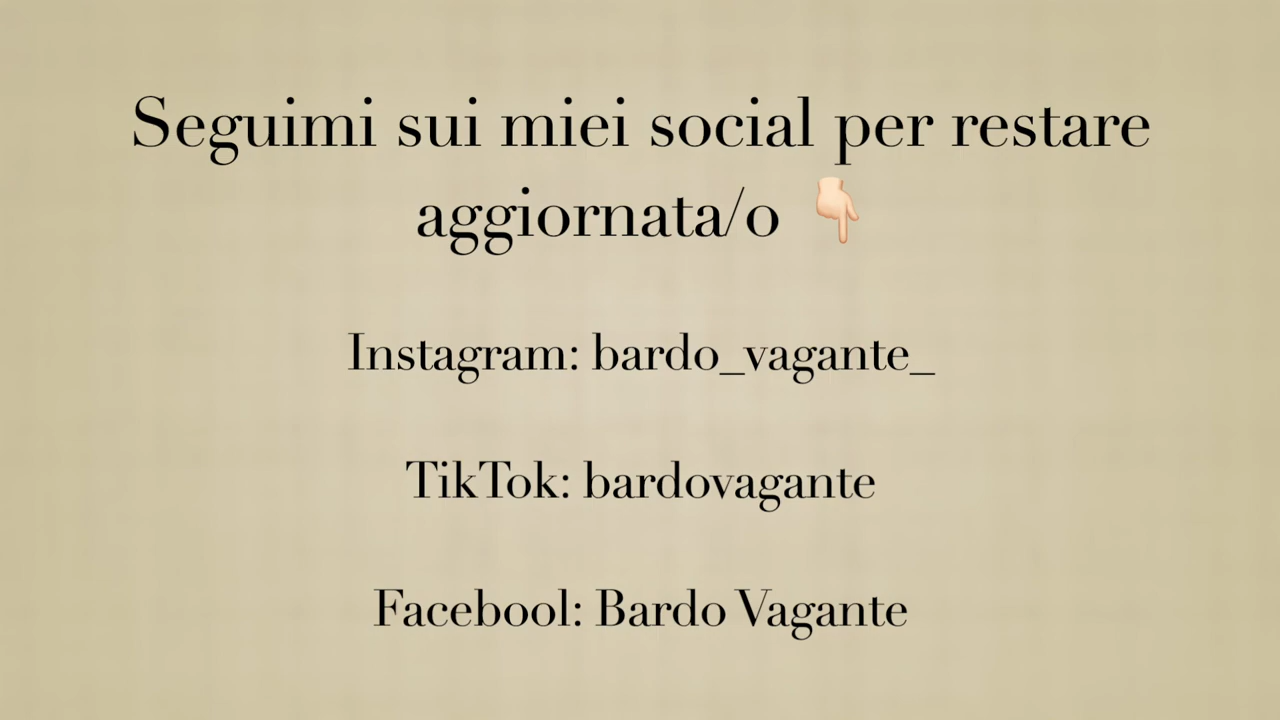 Seguimi sui miei social per restare
aggiornata/o 👇🏻
Instagram: bardo_vagante_
TikTok: bardovagante
Facebool: Bardo Vagante